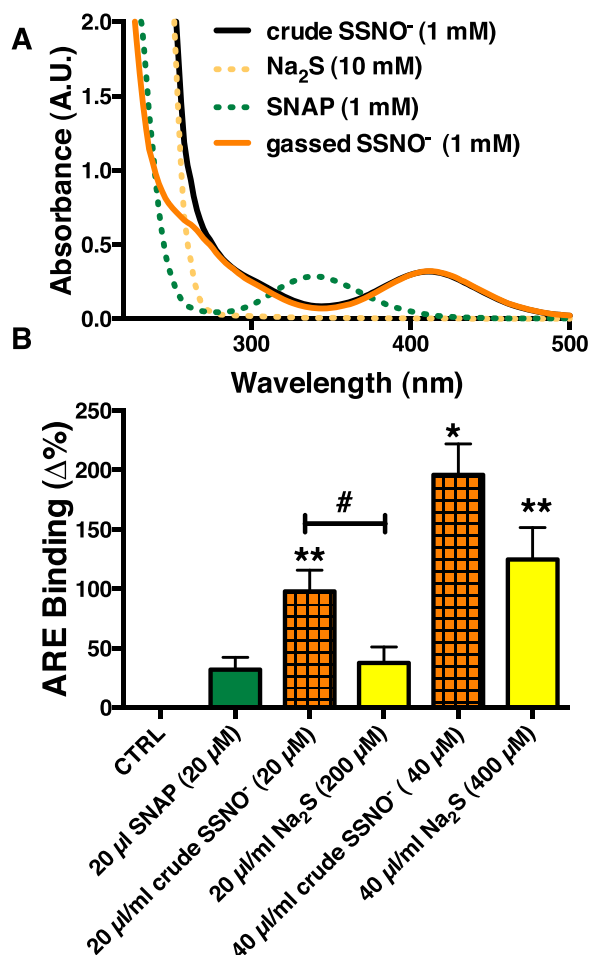 A
crude SSNO⁻ (1 mM)
Na₂S (10 mM)
SNAP (1 mM)
gassed SSNO⁻ (1 mM)
Absorbance (A.U.)
2.0
1.5
1.0
0.5
0.0
300
400
500
Wavelength (nm)
B
ARE Binding (Δ%)
250
200
150
100
50
0
**
#
*
**
CTRL
20 µl SNAP (20 µM)
20 µl/ml crude SSNO⁻ (20 µM)
20 µl/ml Na₂S (200 µM)
40 µl/ml crude SSNO⁻ ( 40 µM)
40 µl/ml Na₂S (400 µM)